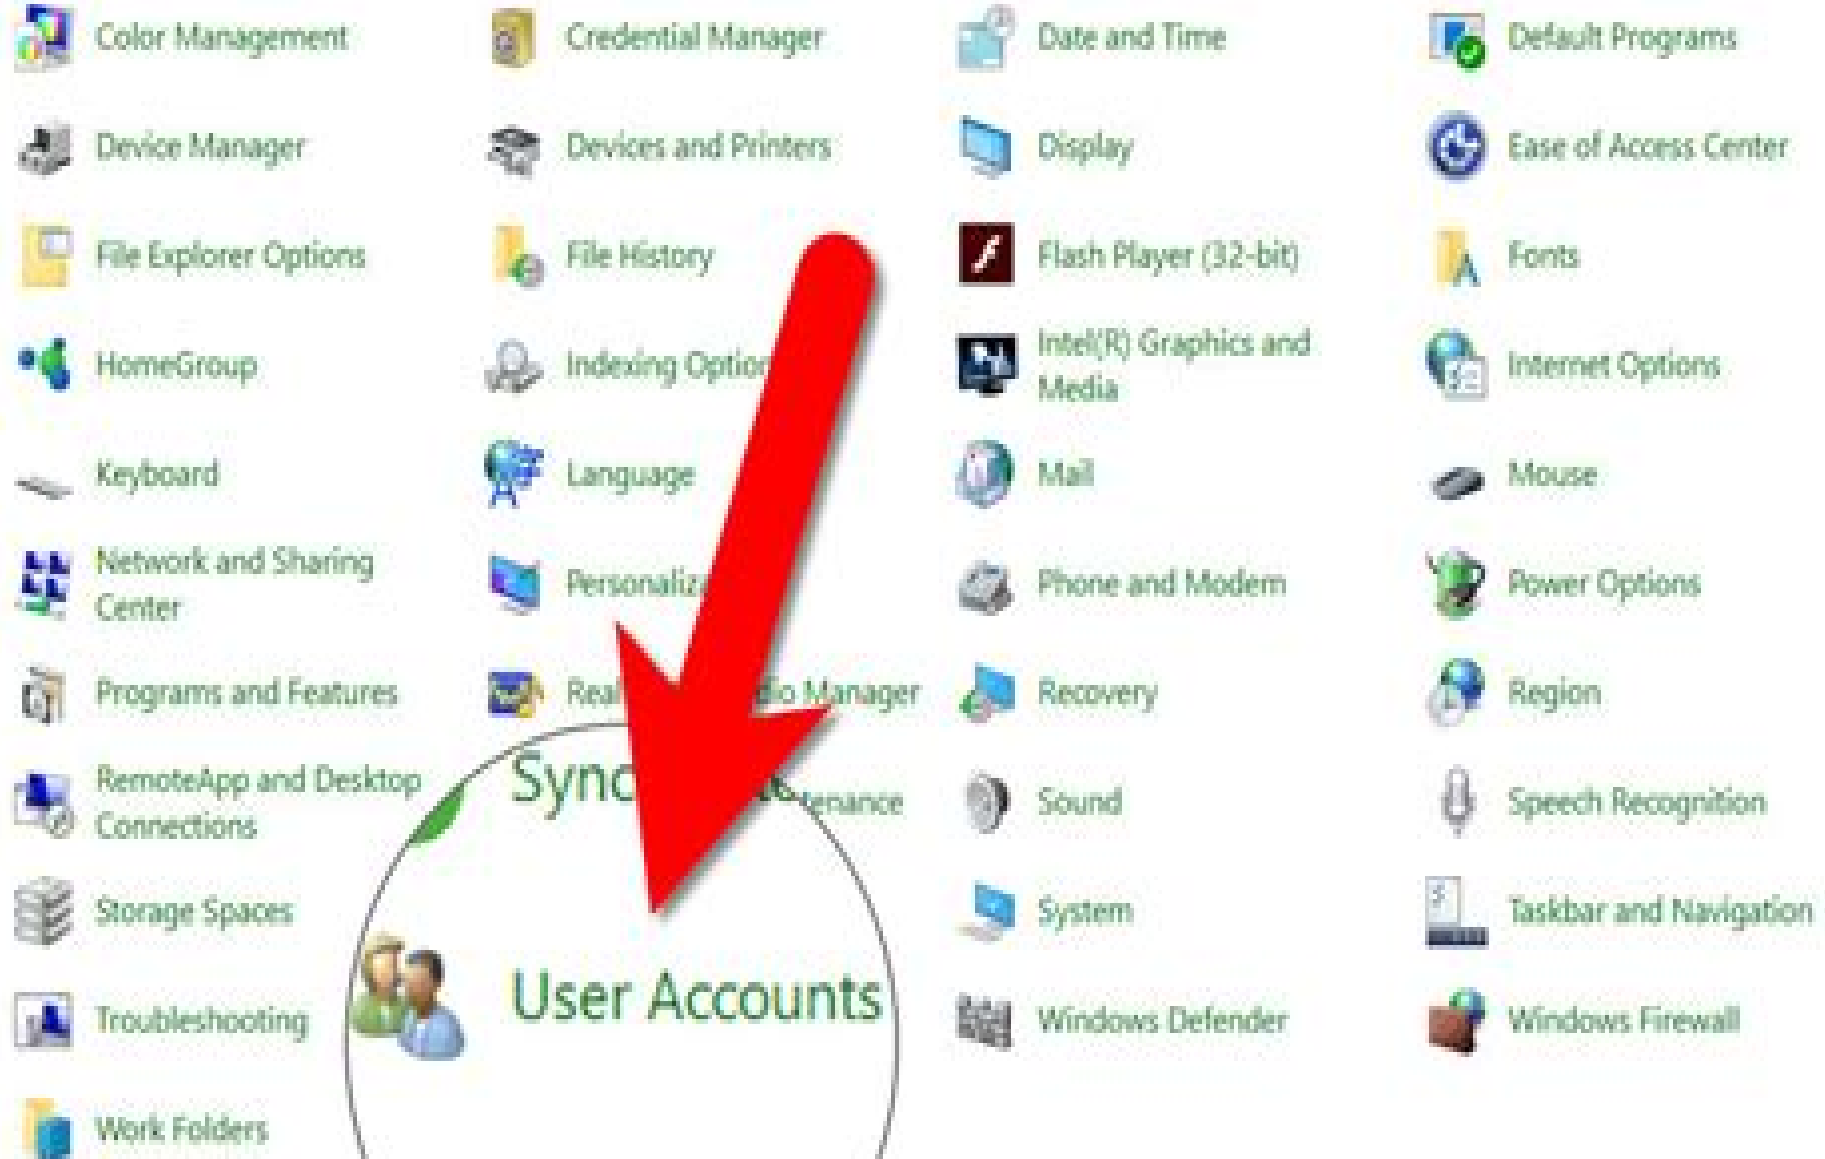 Color Management
Credential Manager
Date and Time
Default Programs
Device Manager
Devices and Printers
Display
Ease of Access Center
File Explorer Options
File History
Flash Player (32-bit)
Fonts
HomeGroup
Indexing
Intel(R) Graphics and
Media
Internet Options
Keyboard
Language
Mail
Mouse
Network and Sharing
Center
Phone and Modem
Power Options
Programs and Features
Manager
Recovery
Region
RemoteApp and Desktop
Connections
Sync
Sound
Speech Recognition
Storage Spaces
System
Taskbar and Navigation
Troubleshooting
User Accounts
Windows Defender
Windows Firewall
Work Folders